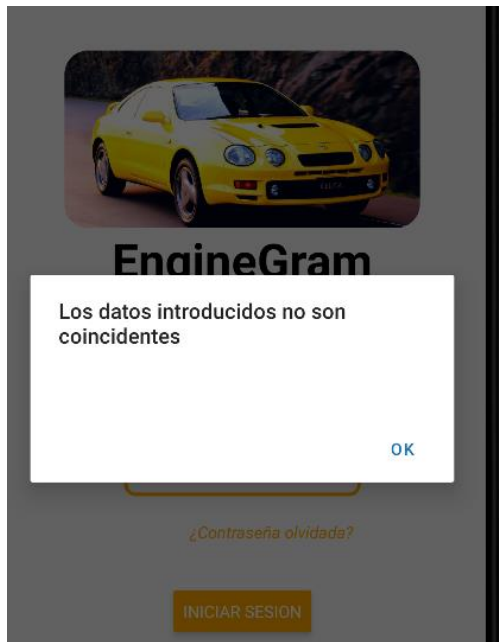 EngineGram
Los datos introducidos no son
coincidentes
OK
¿Contraseña olvidada?
INICIAR SESION